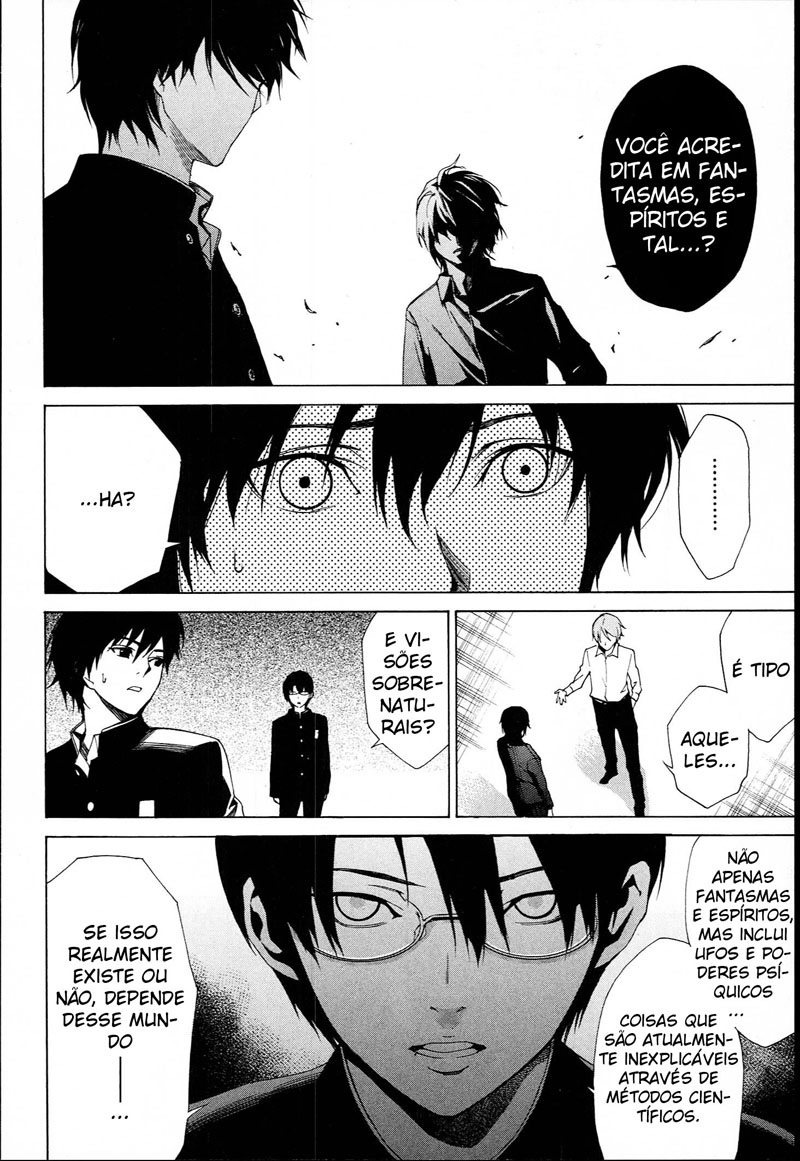 VOCÊ ACRE-
DITA EM FAN-
TASMAS, ES-
PÍRITOS E
TAL...?
............
...HA?
É TIPO
AQUE-
LES...
E VI-
SÕES
SOBRE-
NATU-
RAIS?
NÃO
APENAS
FANTASMAS
E ESPÍRITOS,
MAS INCLUI
UFOS E PO-
DERES PSÍ-
QUICOS
...
COISAS QUE
SÃO ATUALMEN-
TE INEXPLICÁVEIS
ATRAVÉS DE
MÉTODOS CIEN-
TÍFICOS.
SE ISSO
REALMENTE
EXISTE OU
NÃO, DEPENDE
DESSE MUN-
DO
——
...